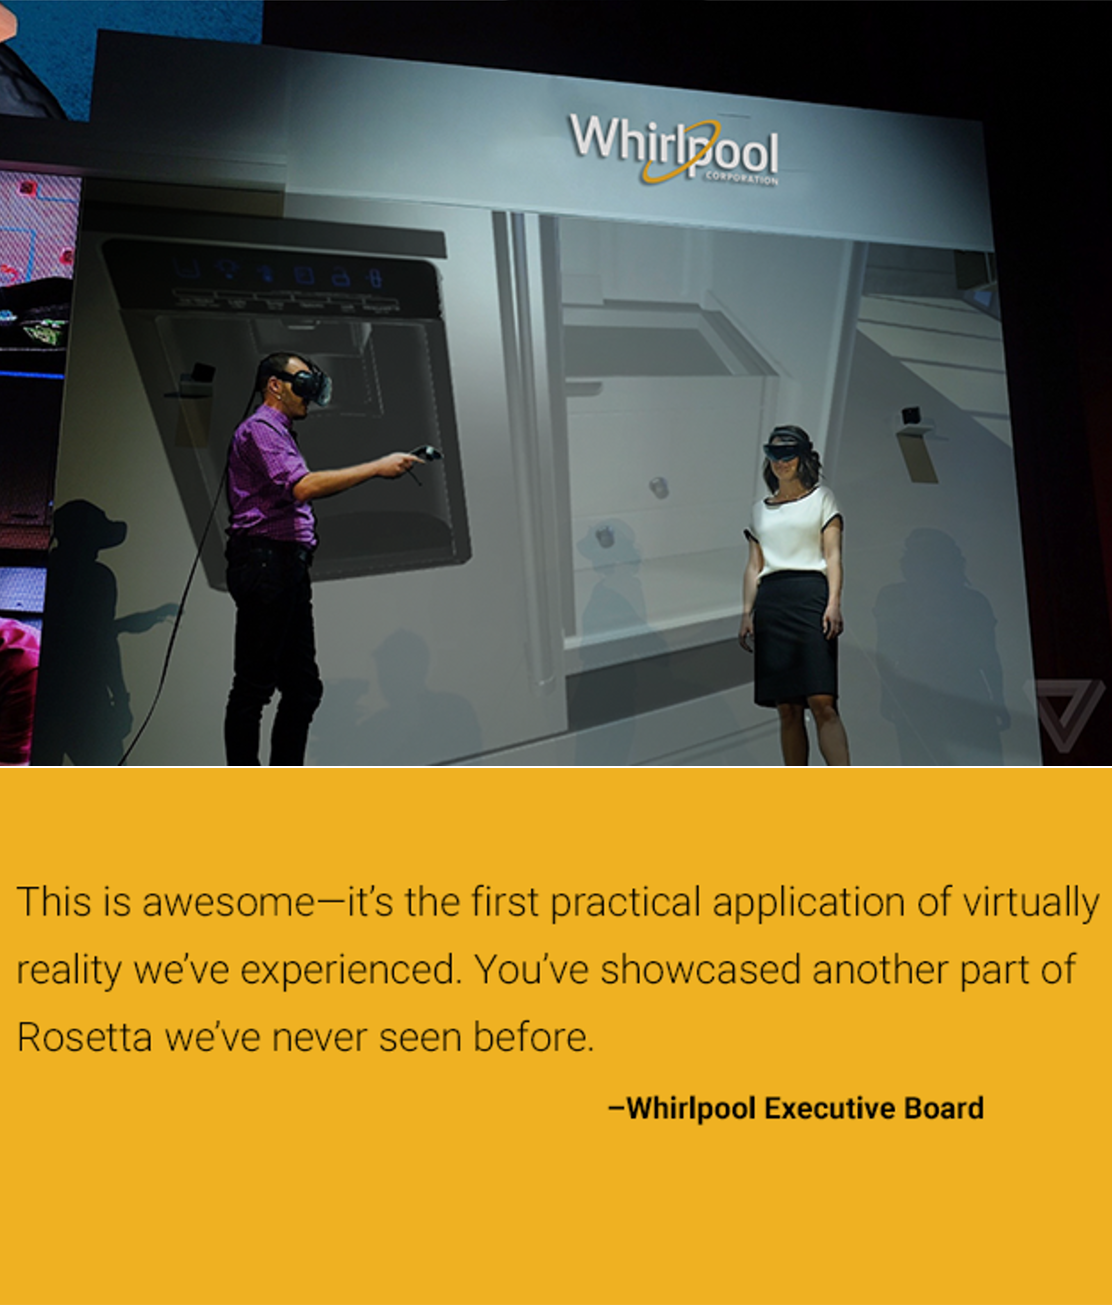 Whirlpool
CORPORATION
This is awesome—it's the first practical application of virtually
reality we've experienced. You've showcased another part of
Rosetta we've never seen before.
–Whirlpool Executive Board